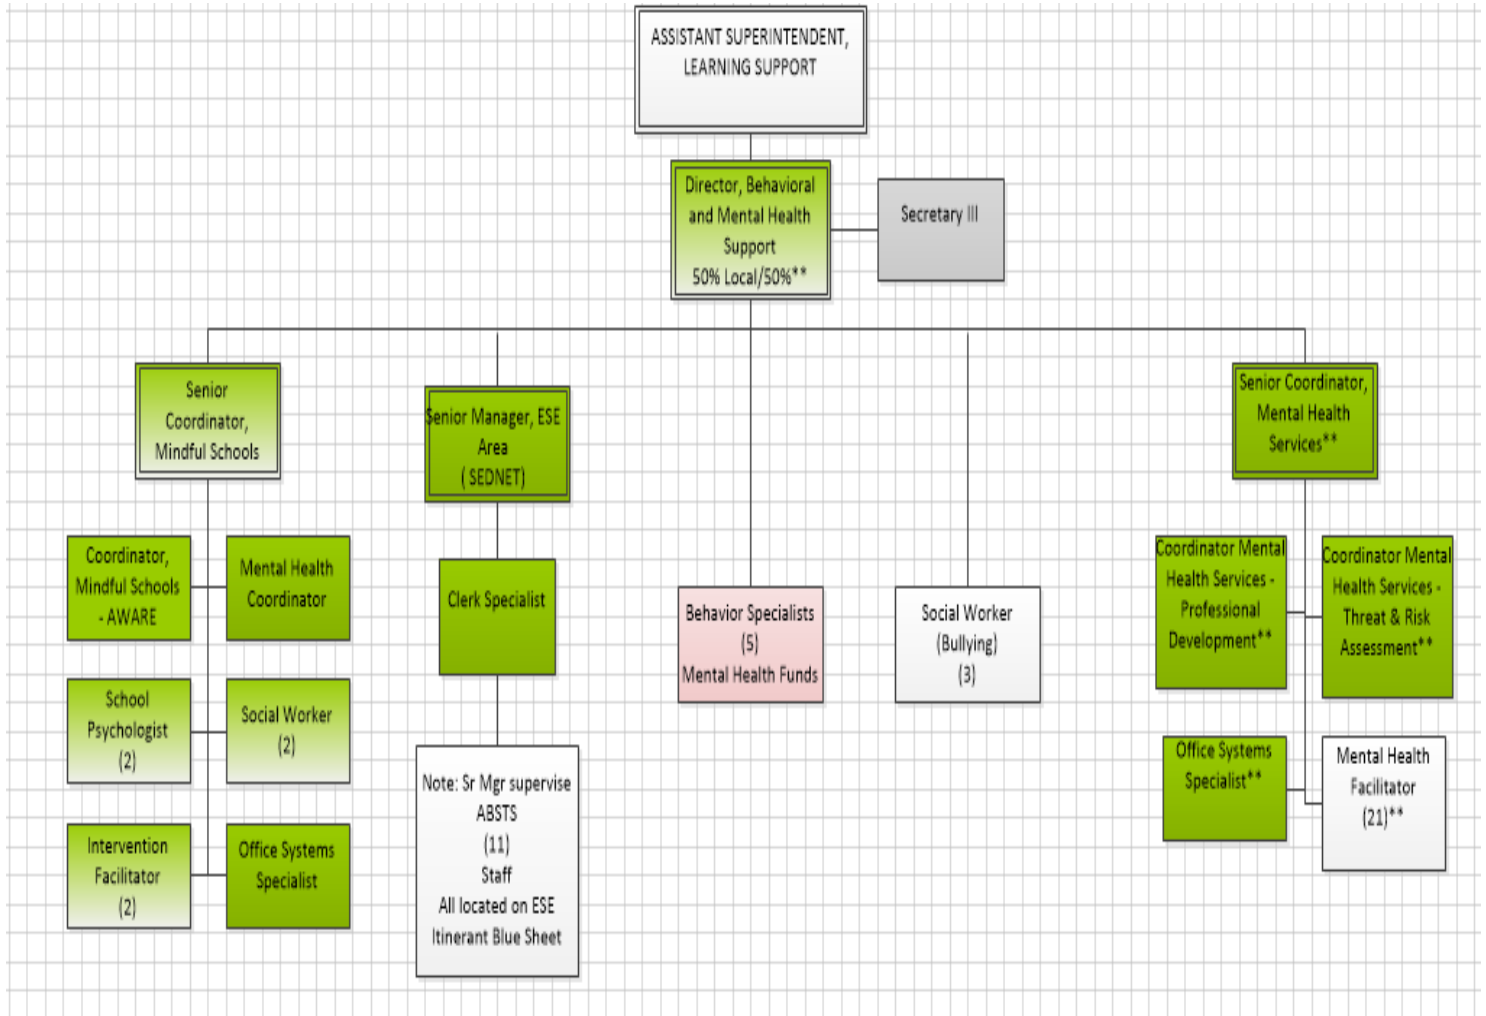 ASSISTANT SUPERINTENDENT,
LEARNING SUPPORT
Director, Behavioral
and Mental Health
Support
50% Local/50%**
Secretary III
Senior
Coordinator,
Mindful Schools
Senior Manager, ESE
Area
( SEDNET)
Senior Coordinator,
Mental Health
Services**
Coordinator,
Mindful Schools
- AWARE
Mental Health
Coordinator
School
Psychologist
(2)
Social Worker
(2)
Intervention
Facilitator
(2)
Office Systems
Specialist
Clerk Specialist
Note: Sr Mgr supervise
ABSTS
(11)
Staff
All located on ESE
Itinerant Blue Sheet
Behavior Specialists
(5)
Mental Health Funds
Social Worker
(Bullying)
(3)
Coordinator Mental
Health Services -
Professional
Development**
Coordinator Mental
Health Services -
Threat & Risk
Assessment**
Office Systems
Specialist**
Mental Health
Facilitator
(21)**